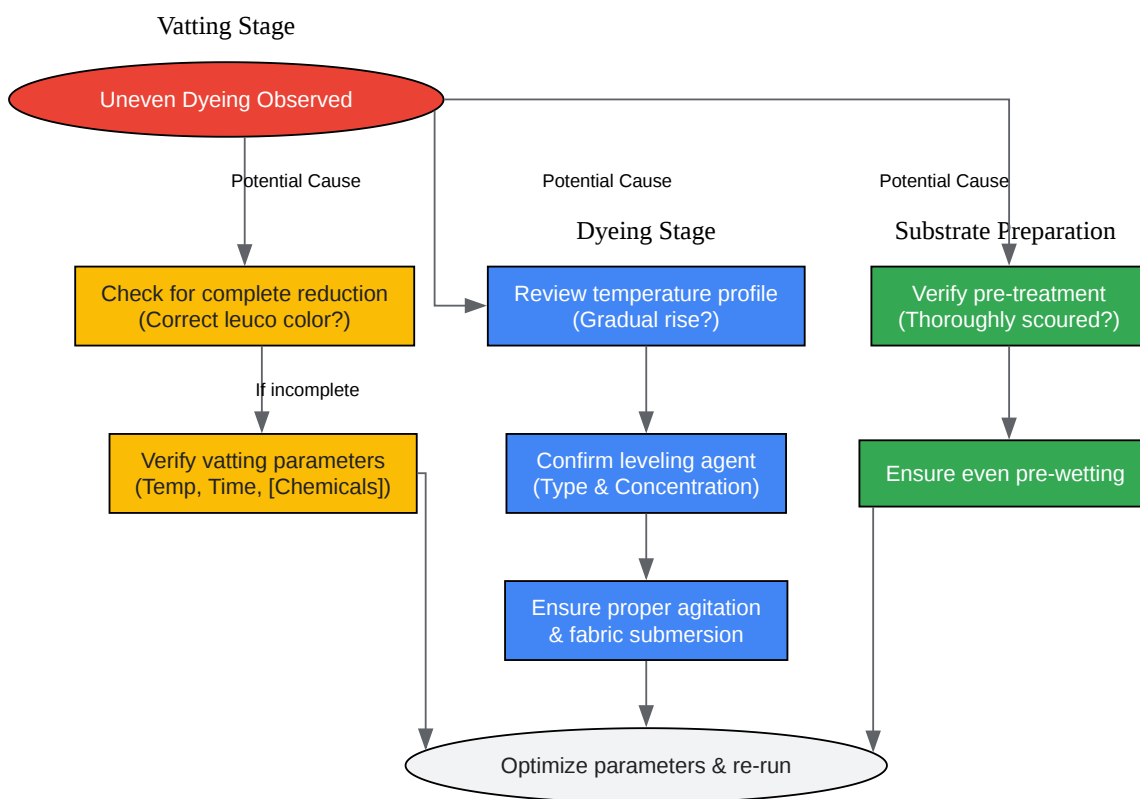 Vatting Stage
Uneven Dyeing Observed
Potential Cause
Potential Cause
Potential Cause
Dyeing Stage
Substrate Preparation
Check for complete reduction
(Correct leuco color?)
Review temperature profile
(Gradual rise?)
Verify pre-treatment
(Thoroughly scoured?)
If incomplete
Verify vatting parameters
(Temp, Time, [Chemicals])
Confirm leveling agent
(Type & Concentration)
Ensure even pre-wetting
Ensure proper agitation
& fabric submersion
Optimize parameters & re-run